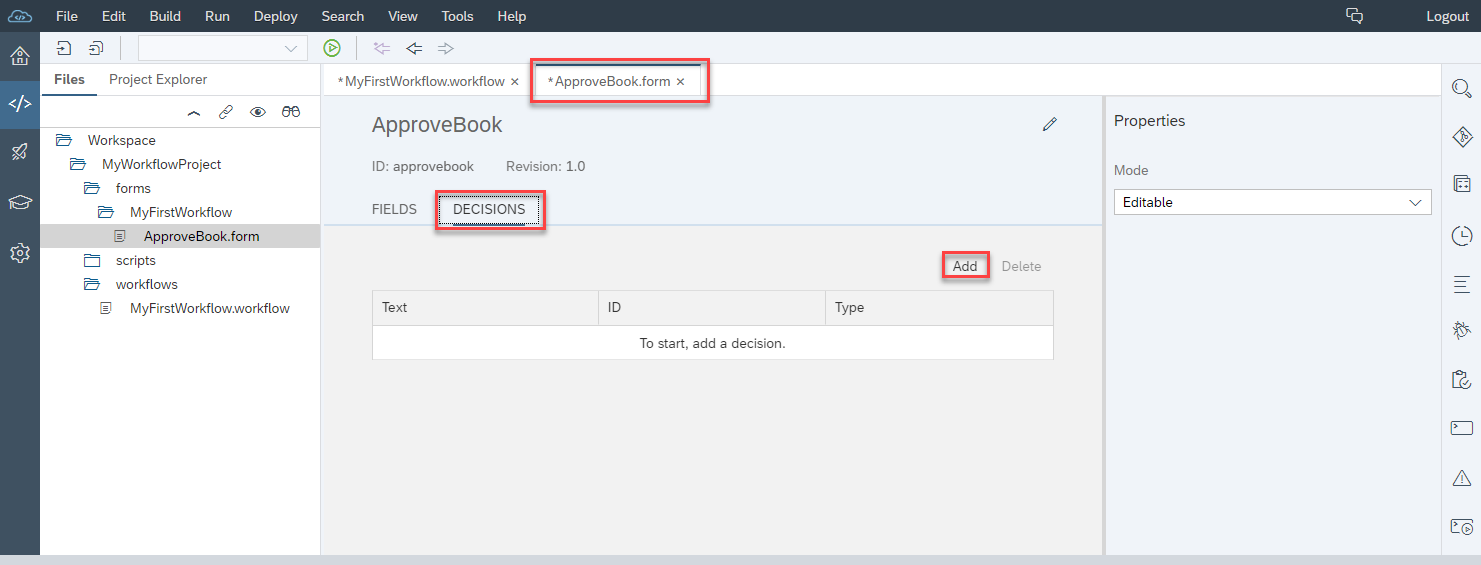 File Edit Build Run Deploy Search View Tools Help Logout
Files Project Explorer
*MyFirstWorkflow.workflow × *ApproveBook.form ×
Workspace
MyWorkflowProject
forms
MyFirstWorkflow
ApproveBook.form
scripts
workflows
MyFirstWorkflow.workflow
ApproveBook
ID: approvebook Revision: 1.0
FIELDS DECISIONS
Add Delete
Text ID Type
To start, add a decision.
Properties
Mode
Editable